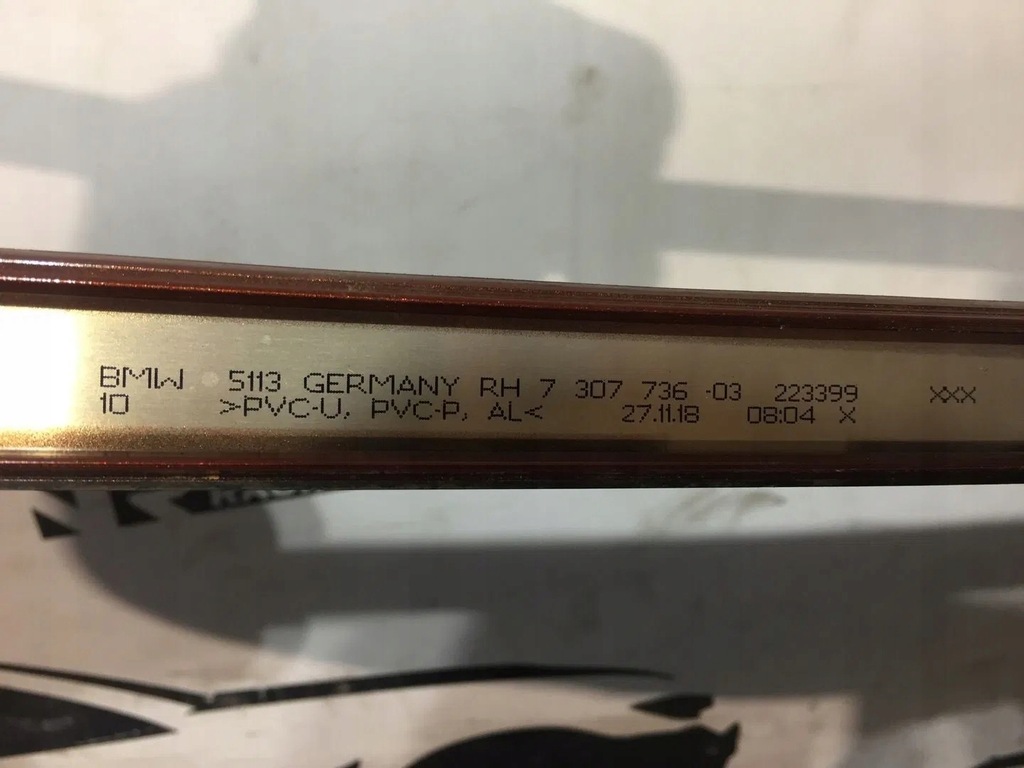 BMW 5113 GERMANY RH 7 307 736 -03 223399 XXX
10 >PVC-U, PVC-P, AL< 27.11.18 08:04 X